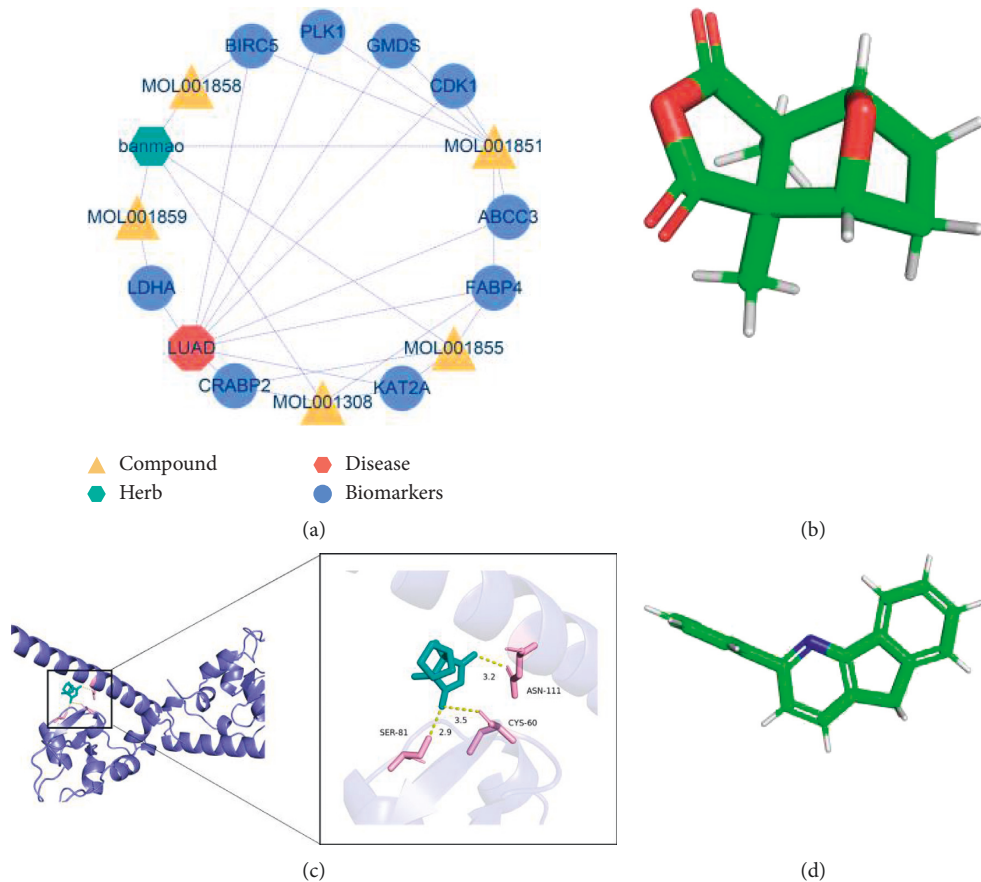 PLK1
BIRC5
GMDS
MOL001858
CDK1
banmao
MOL001851
MOL001859
ABCC3
LDHA
FABP4
LUAD
MOL001855
CRABP2
KAT2A
MOL001308
Compound
Disease
Herb
Biomarkers
(a)
(b)
3.2
ASN-111
3.5
CYS-60
SER-81
2.9
(c)
(d)